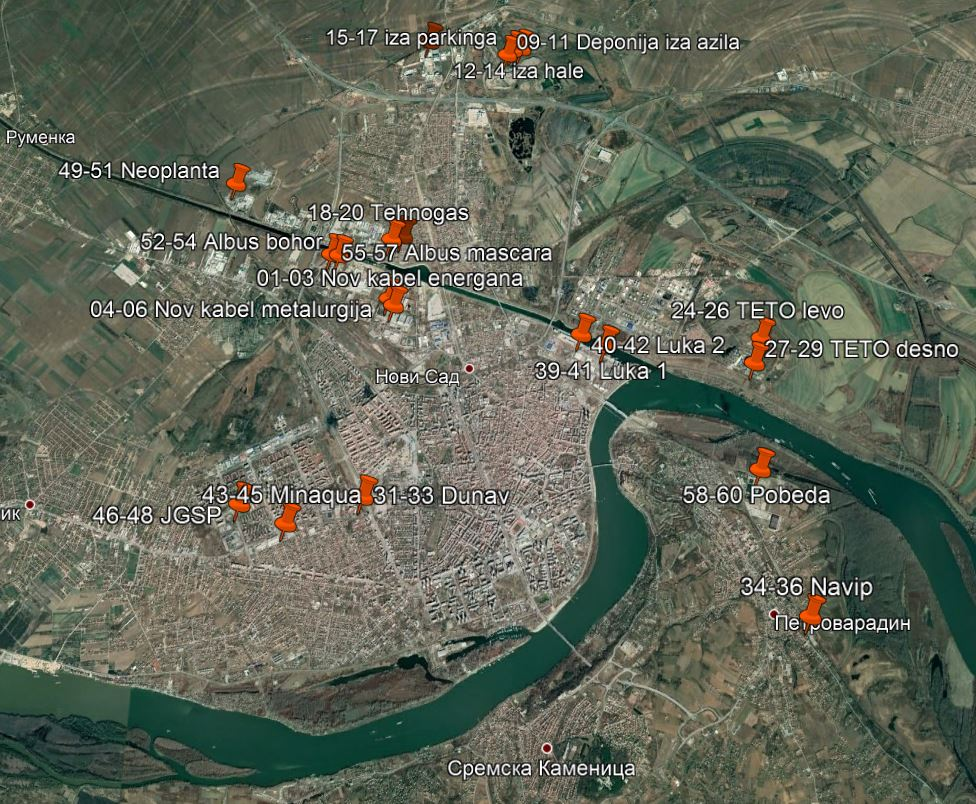 15-17 iza parkinga
09-11 Deponija iza azila
12-14 iza hale
Руменка
49-51 Neoplanta
18-20 Tehnogas
52-54 Albus bohor
55-57 Albus mascara
01-03 Nov kabel energana
04-06 Nov kabel metalurgija
24-26 TETO levo
40-42 Luka 2
27-29 TETO desno
39-41 Luka 1
Нови Сад
43-45 Minaqua
31-33 Dunav
58-60 Pobeda
46-48 JGSP
ик
34-36 Navip
Петроварадин
Сремска Каменица